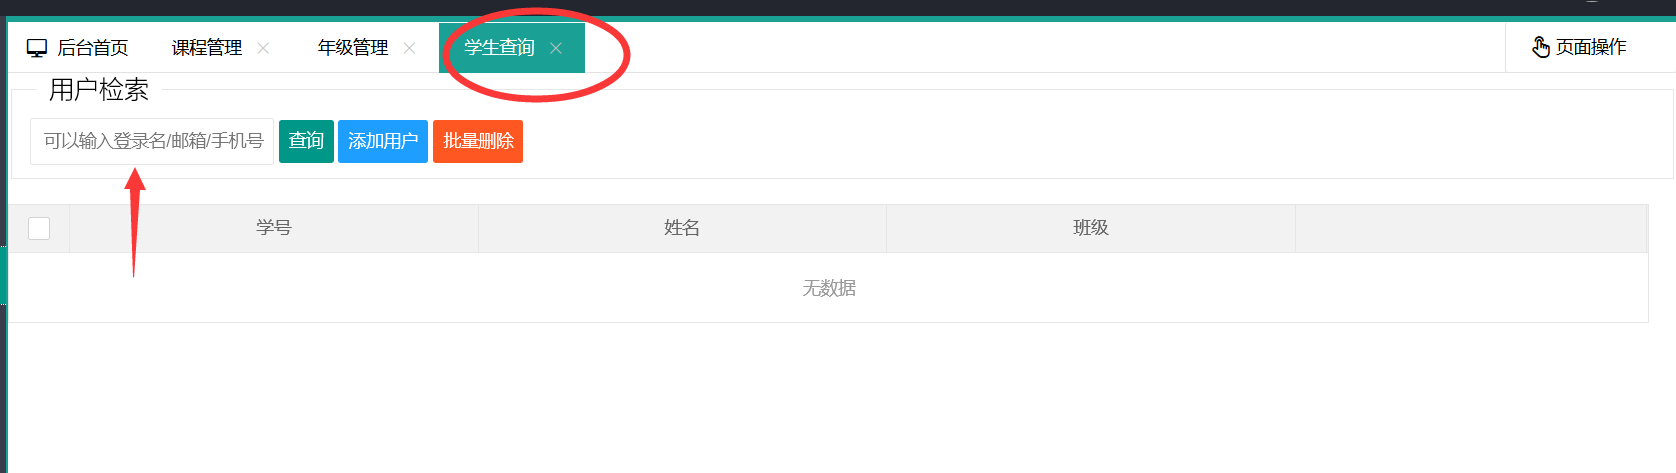 后台首页 课程管理 年级管理 学生查询 页面操作
用户检索
可以输入登录名/邮箱/手机号 查询 添加用户 批量删除
学号 姓名 班级
无数据